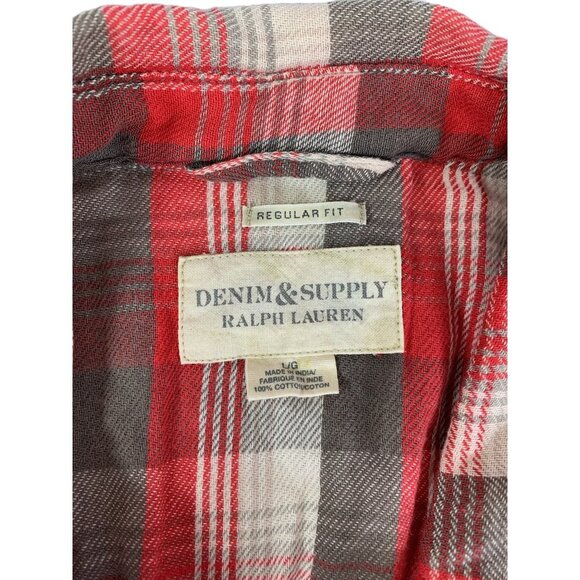 REGULAR FIT
DENIM&SUPPLY
RALPH LAUREN
L/G
MADE IN INDIA/
FABRIQUE EN INDE
100% COTTON/COTON